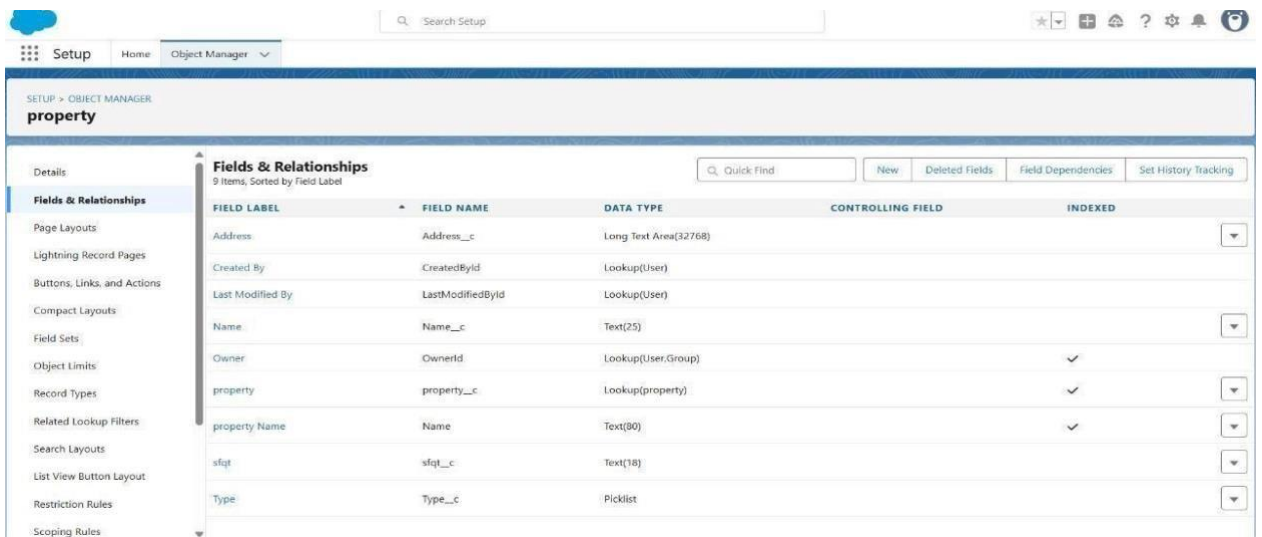 Search Setup
Setup Home Object Manager
SETUP > OBJECT MANAGER
property
Details
Fields & Relationships
Page Layouts
Lightning Record Pages
Buttons, Links, and Actions
Compact Layouts
Field Sets
Object Limits
Record Types
Related Lookup Filters
Search Layouts
List View Button Layout
Restriction Rules
Scoping Rules
Fields & Relationships
9 Items, Sorted by Field Label
Quick Find New Deleted Fields Field Dependencies Set History Tracking
FIELD LABEL FIELD NAME DATA TYPE CONTROLLING FIELD INDEXED
Address Address__c Long Text Area(32768)
Created By CreatedById Lookup(User)
Last Modified By LastModifiedById Lookup(User)
Name Name__c Text(25)
Owner OwnerId Lookup(User,Group)
property property__c Lookup(property)
property Name Name Text(80)
sfqt sfqt__c Text(18)
Type Type__c Picklist